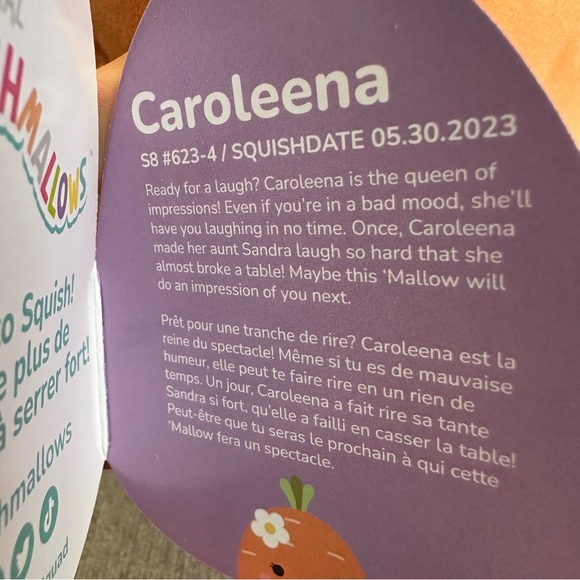 Caroleena
S8 #623-4 / SQUISHDATE 05.30.2023
Ready for a laugh? Caroleena is the queen of
impressions! Even if you're in a bad mood, she'll
have you laughing in no time. Once, Caroleena
made her aunt Sandra laugh so hard that she
almost broke a table! Maybe this 'Mallow will
do an impression of you next.
Prêt pour une tranche de rire? Caroleena est la
reine du spectacle! Même si tu es de mauvaise
humeur, elle peut te faire rire en un rien de
temps. Un jour, Caroleena a fait rire sa tante
Sandra si fort, qu'elle a failli en casser la table!
Peut-être que tu seras le prochain à qui cette
'Mallow fera un spectacle.
HMALLOWS
to Squish!
plus de
à serrer fort!
hmallows